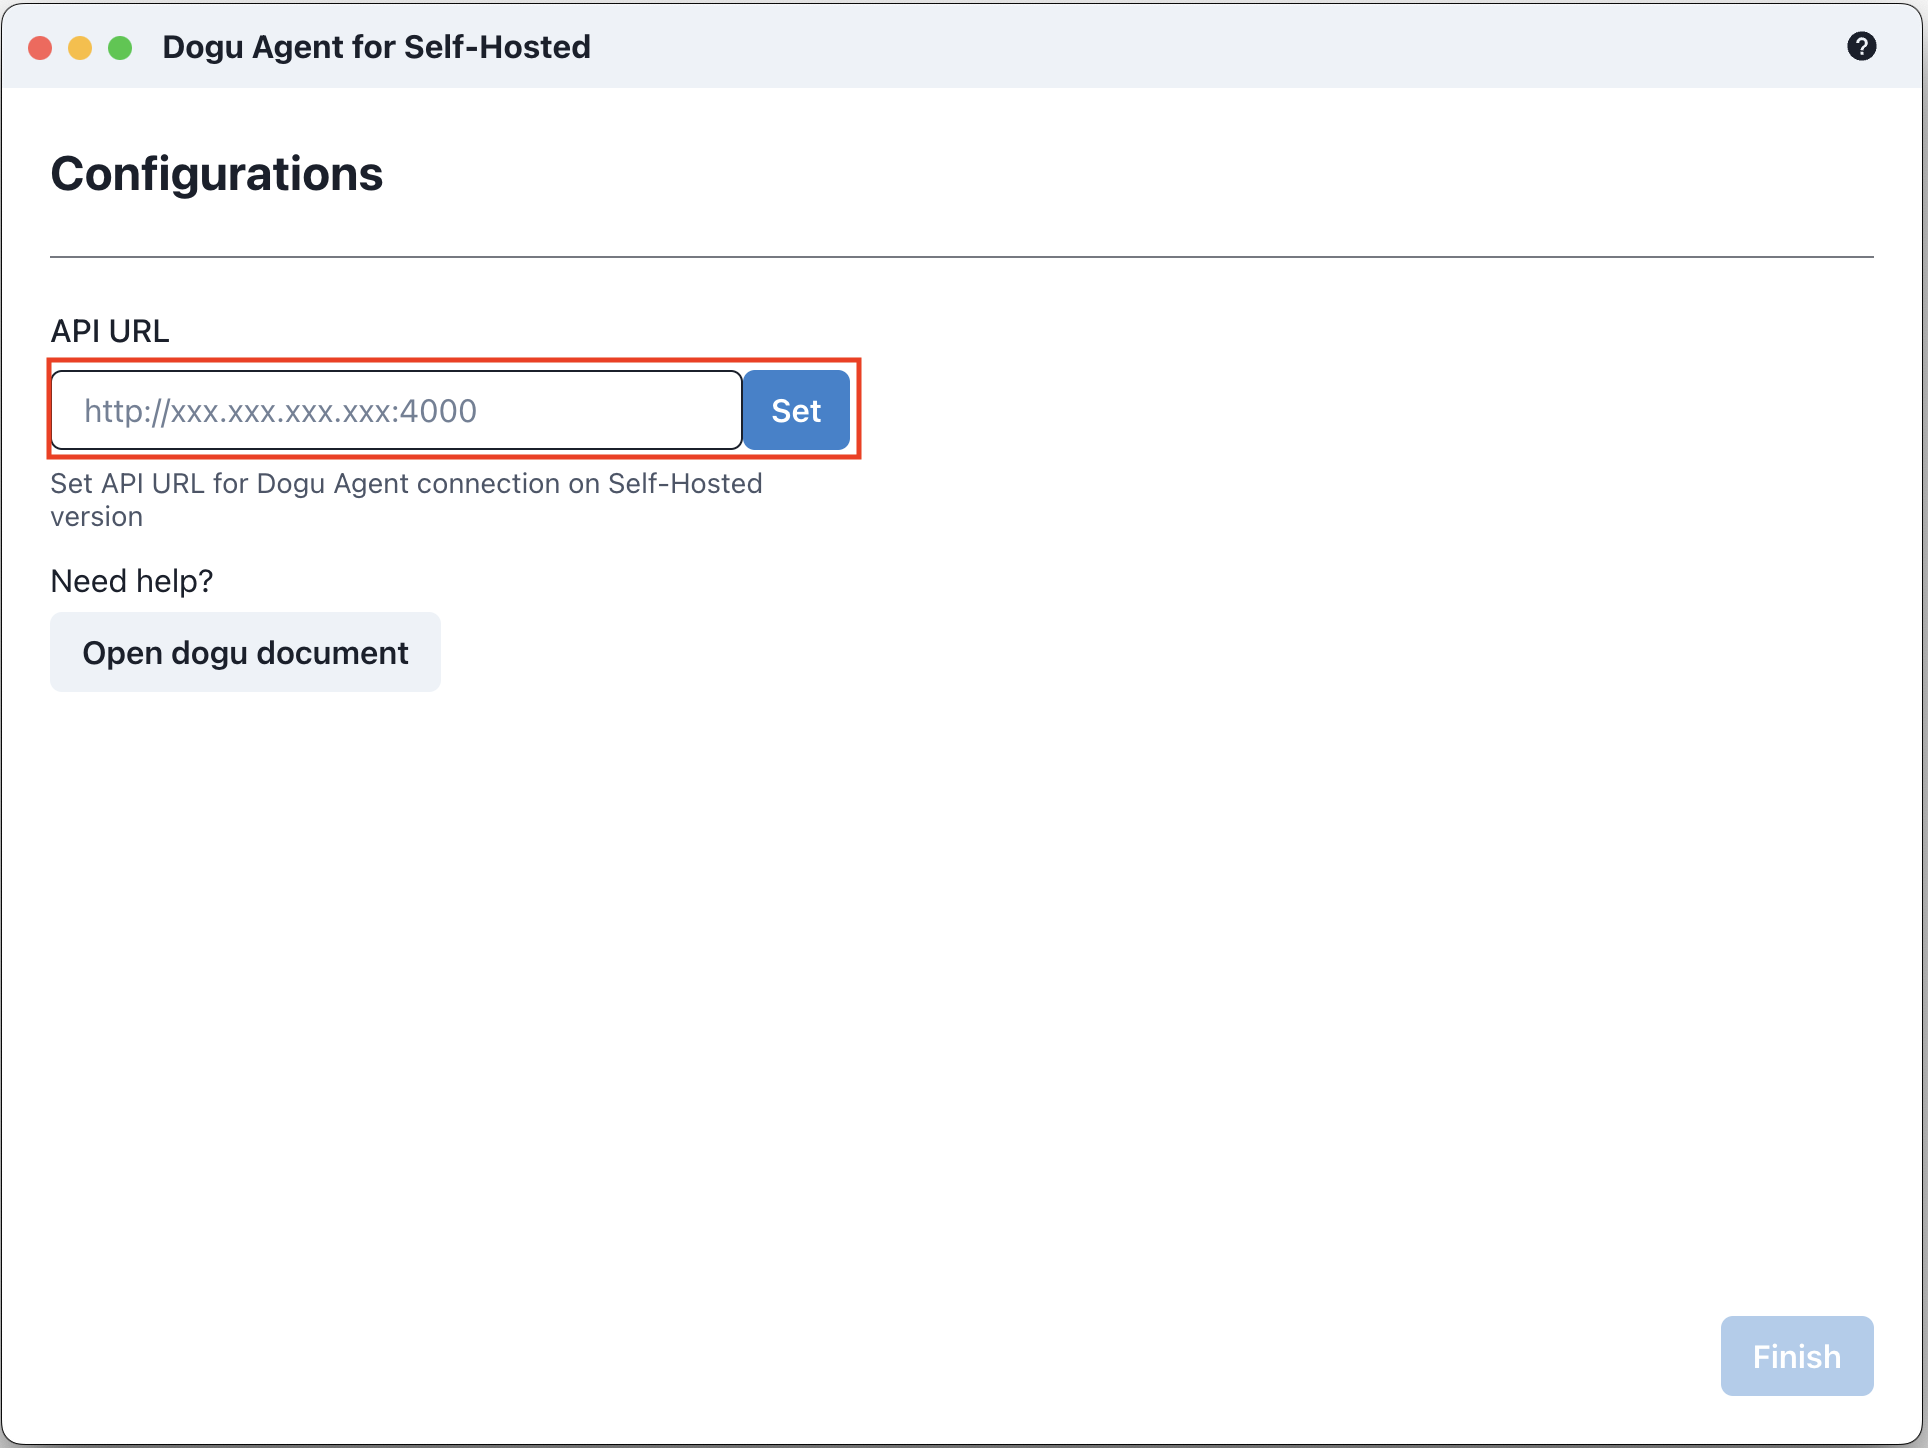 Dogu Agent for Self-Hosted
?
Configurations
API URL
http://xxx.xxx.xxx.xxx:4000
Set
Set API URL for Dogu Agent connection on Self-Hosted
version
Need help?
Open dogu document
Finish